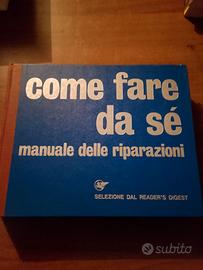 come fare
da sé
manuale delle riparazioni
SELEZIONE DAL READER'S DIGEST
subito